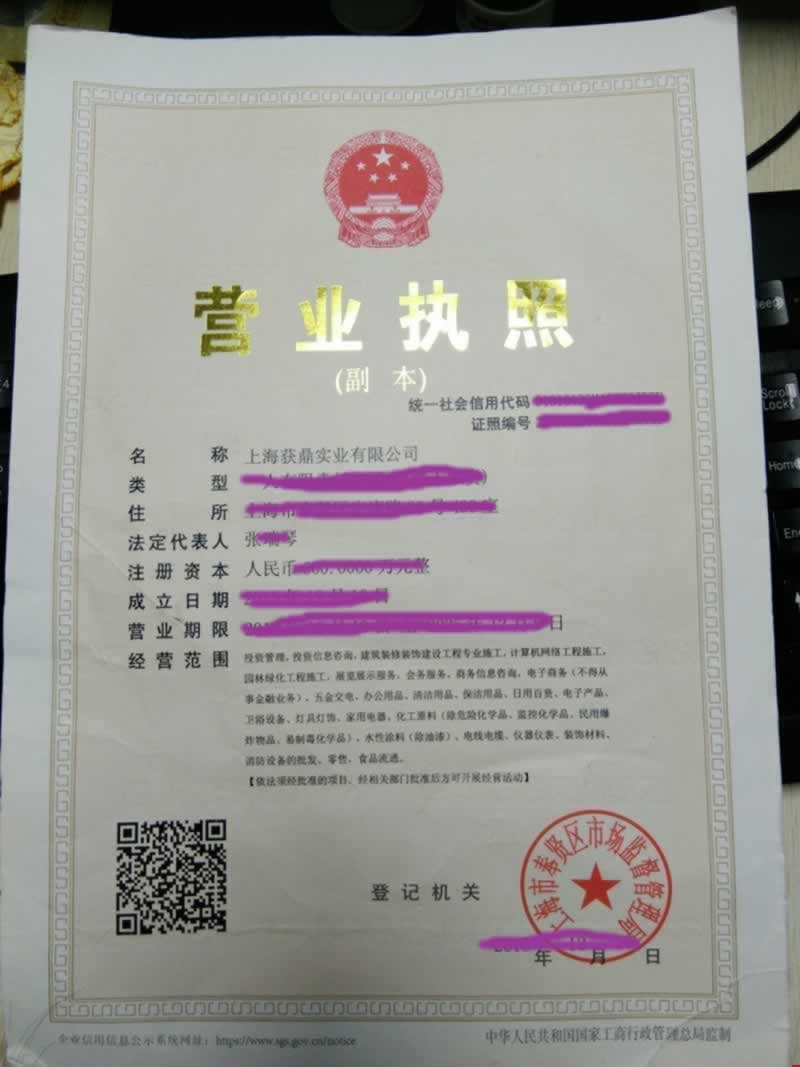 营业执照
(副 本)
统一社会信用代码
证照编号
名 称 上海获鼎实业有限公司
类 型
住 所
法定代表人 张 琴
注册资本 人民币 万元整
成立日期 日
营业期限 日
经营范围 投资管理，投资信息咨询，建筑装修装饰建设工程专业施工，计算机网络工程施工，
园林绿化工程施工，展览展示服务，会务服务，商务信息咨询，电子商务（不得从
事金融业务），五金交电、办公用品、清洁用品、保洁用品、日用百货、电子产品、
卫浴设备、灯具灯饰、家用电器、化工原料（除危险化学品、监控化学品、民用爆
炸物品、易制毒化学品）、水性涂料（除油漆）、电线电缆、仪器仪表、装饰材料、
消防设备的批发、零售，食品流通。
【依法须经批准的项目，经相关部门批准后方可开展经营活动】
登记机关
上海市奉贤区市场监督管理局
年 月 日
企业信用信息公示系统网址：https://www.sgs.gov.cn/notice
中华人民共和国国家工商行政管理总局监制
Scroll
Lock
Home